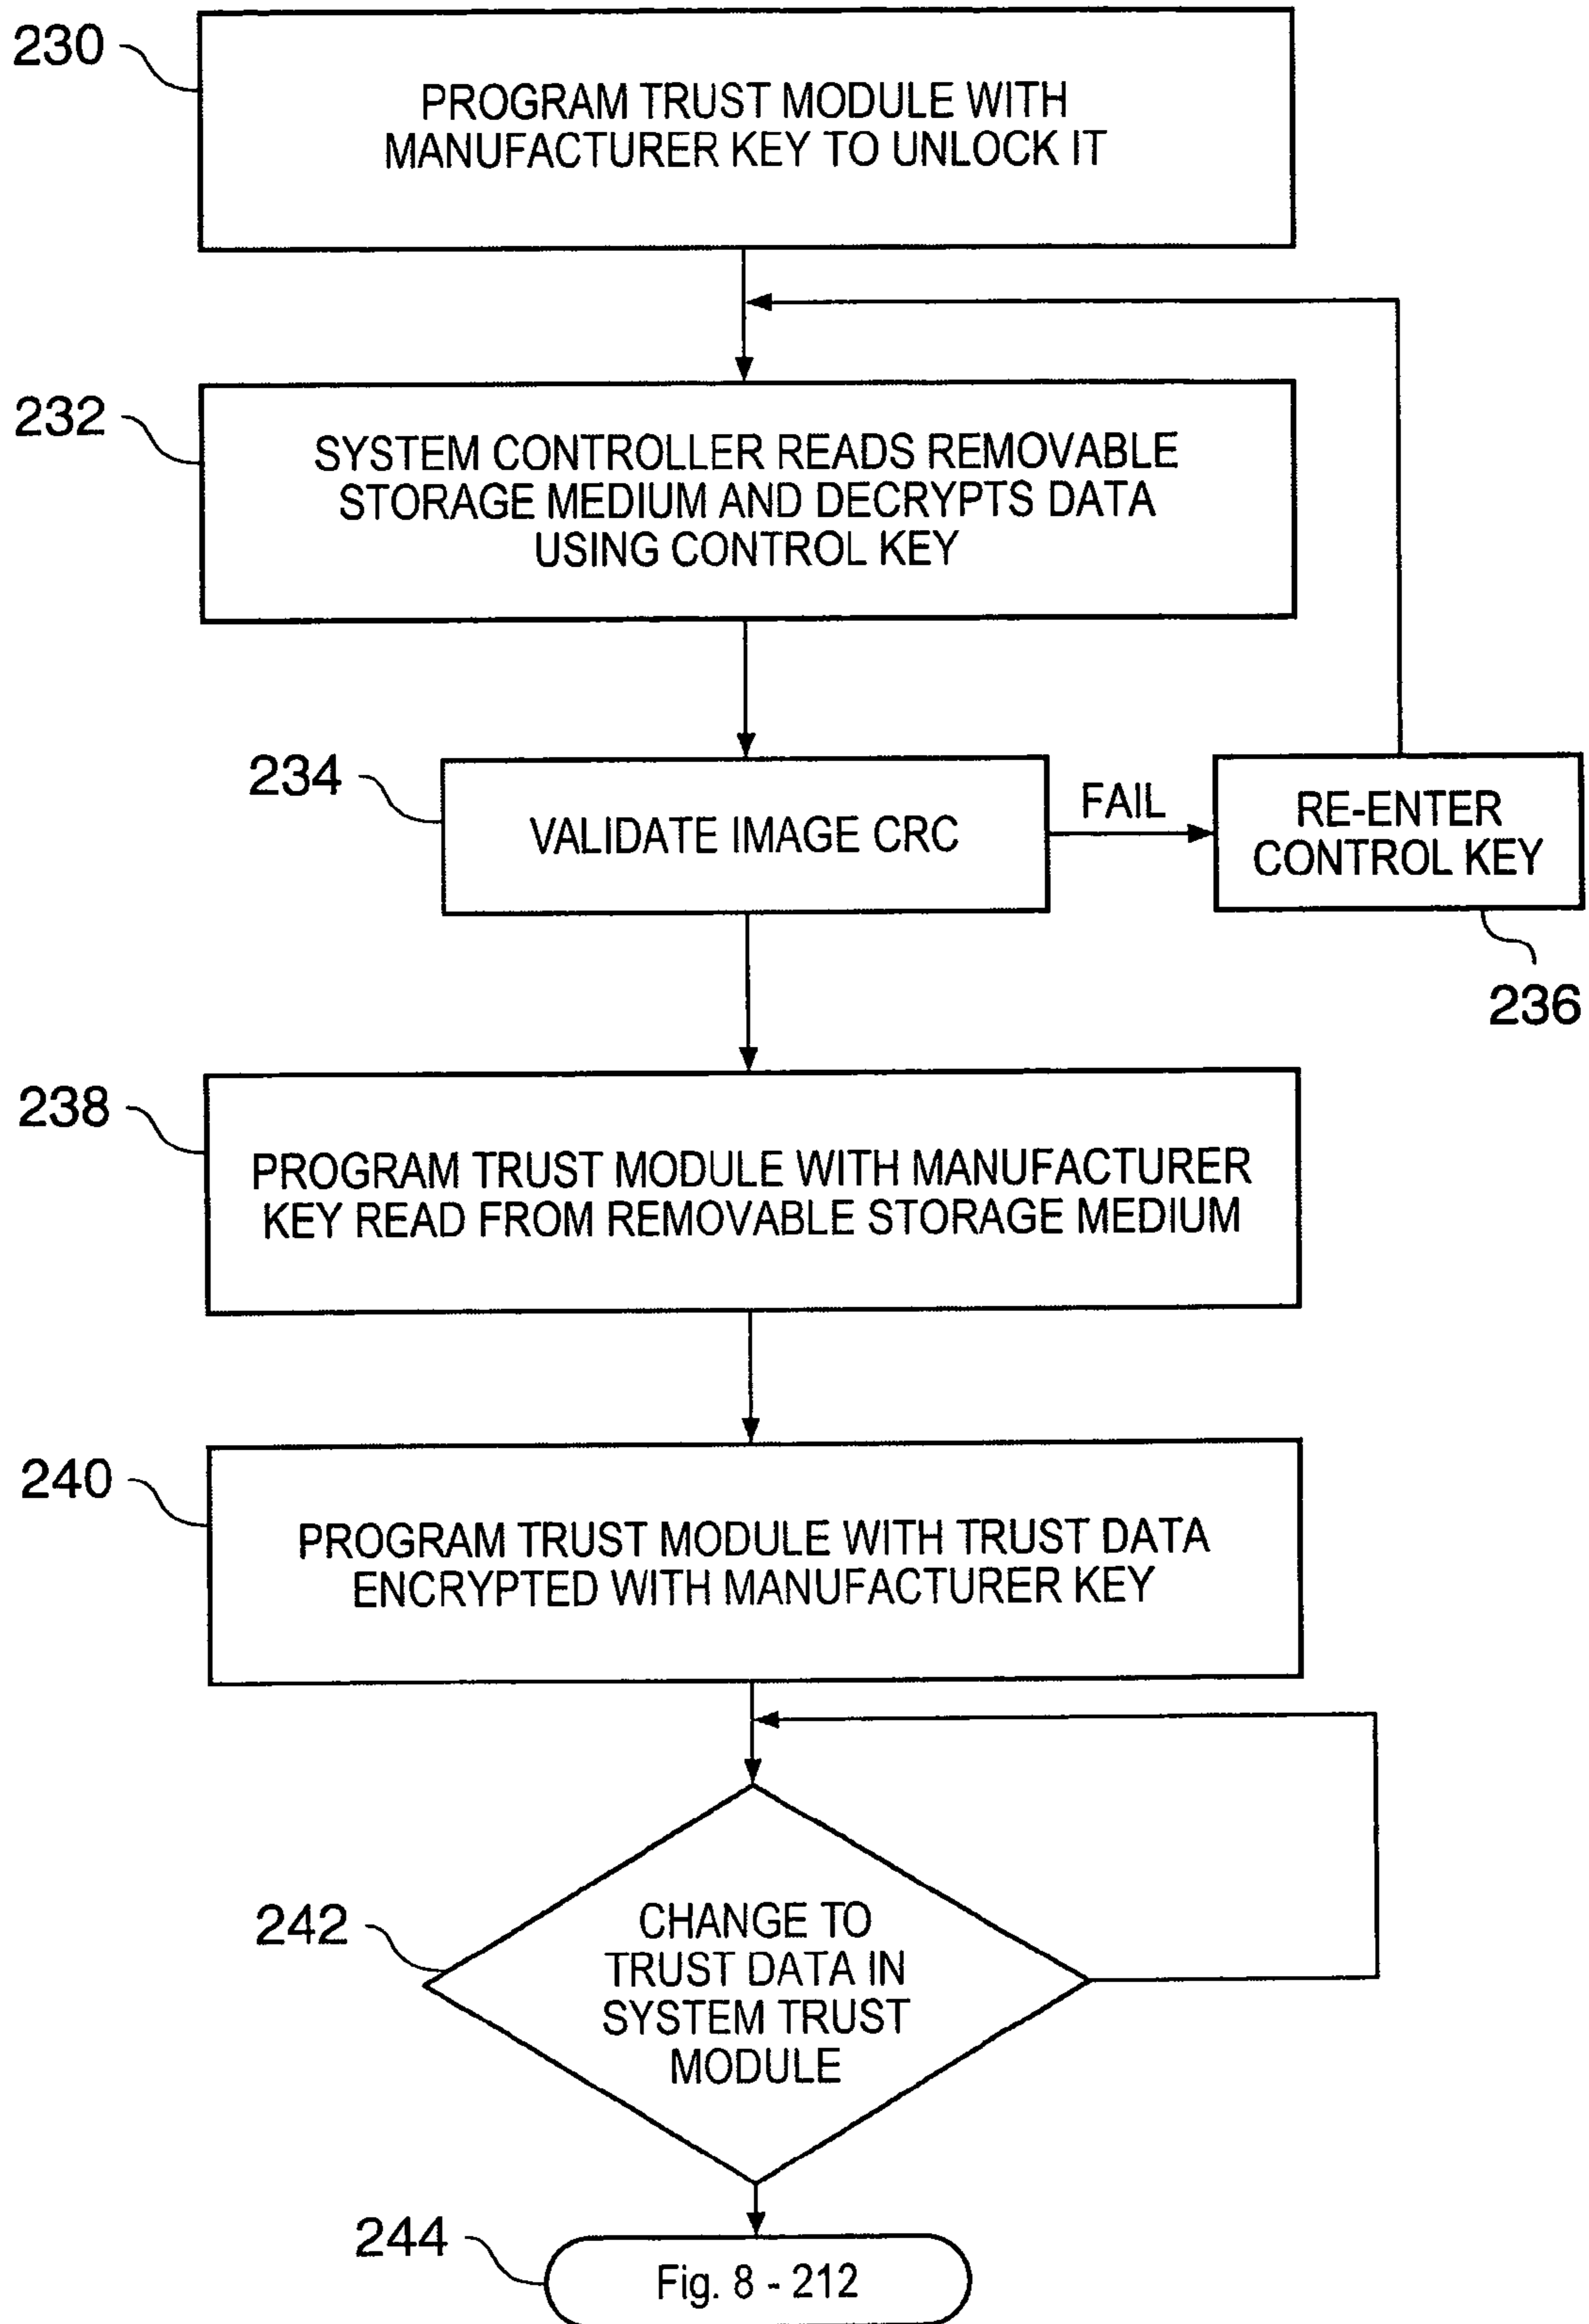 230
PROGRAM TRUST MODULE WITH
MANUFACTURER KEY TO UNLOCK IT
232
SYSTEM CONTROLLER READS REMOVABLE
STORAGE MEDIUM AND DECRYPTS DATA
USING CONTROL KEY
234
VALIDATE IMAGE CRC
FAIL
RE-ENTER
CONTROL KEY
236
238
PROGRAM TRUST MODULE WITH MANUFACTURER
KEY READ FROM REMOVABLE STORAGE MEDIUM
240
PROGRAM TRUST MODULE WITH TRUST DATA
ENCRYPTED WITH MANUFACTURER KEY
242
CHANGE TO
TRUST DATA IN
SYSTEM TRUST
MODULE
244
Fig. 8 - 212